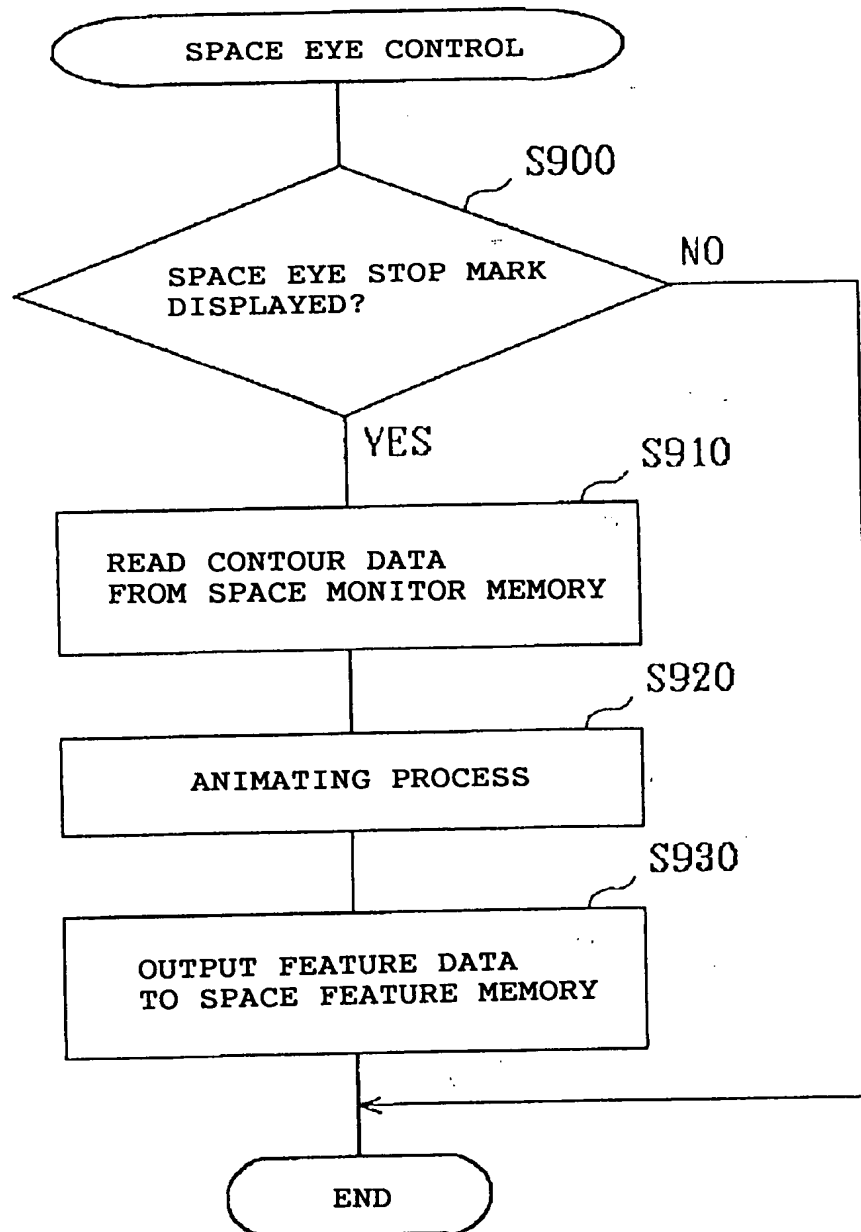 SPACE EYE CONTROL
S900
SPACE EYE STOP MARK
DISPLAYED?
NO
YES
S910
READ CONTOUR DATA
FROM SPACE MONITOR MEMORY
S920
ANIMATING PROCESS
S930
OUTPUT FEATURE DATA
TO SPACE FEATURE MEMORY
END